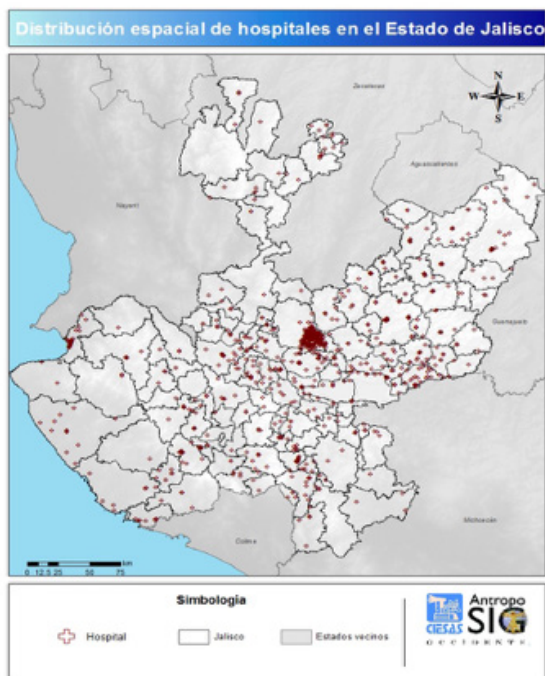 Distribución espacial de hospitales en el Estado de Jalisco
N
W E
S
Zacatecas
Aguascalientes
Nayarit
Guanajuato
Michoacán
Colima
km
0 12.5 25 50 75
Simbología
Hospital
Jalisco
Estados vecinos
CIESAS
Antropo
SIG
OCCIDENTE